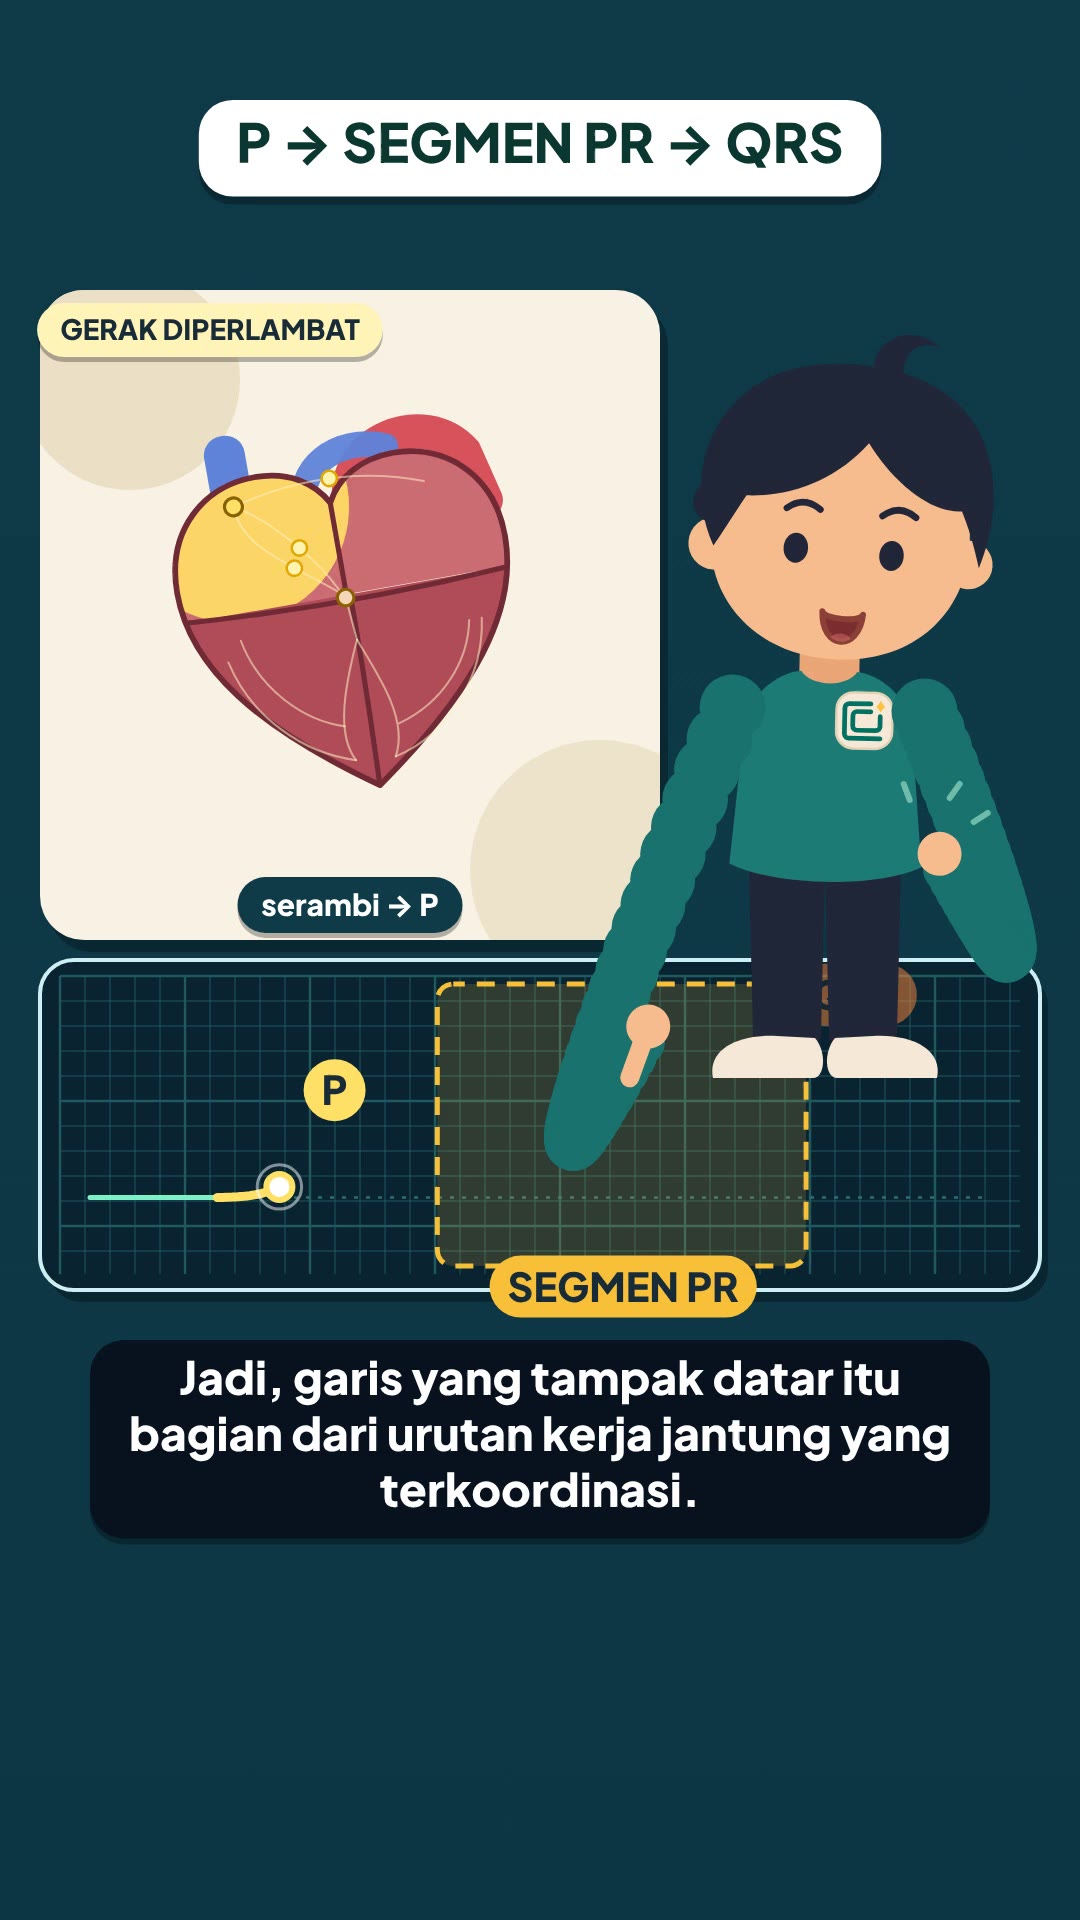 P → SEGMEN PR → QRS
GERAK DIPERLAMBAT
serambi → P
P
SEGMEN PR
Jadi, garis yang tampak datar itu
bagian dari urutan kerja jantung yang
terkoordinasi.